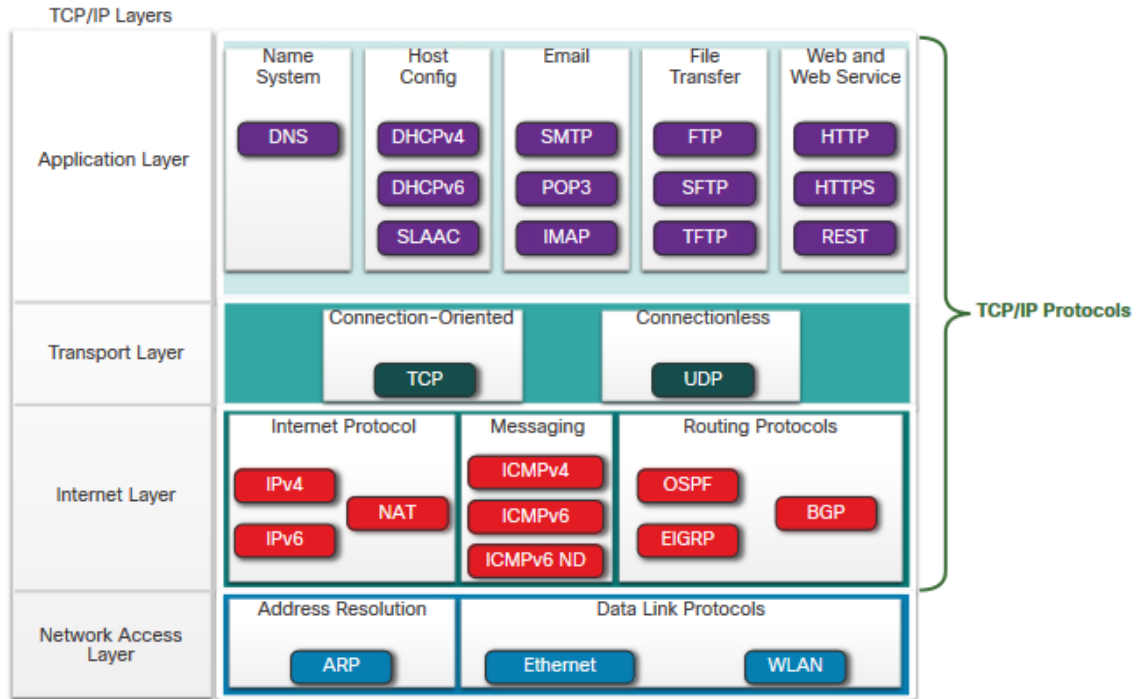 TCP/IP Layers
Application Layer
Name
System
DNS
Host
Config
DHCPv4
DHCPv6
SLAAC
Email
SMTP
POP3
IMAP
File
Transfer
FTP
SFTP
TFTP
Web and
Web Service
HTTP
HTTPS
REST
TCP/IP Protocols
Transport Layer
Connection-Oriented
TCP
Connectionless
UDP
Internet Layer
Internet Protocol
IPv4
IPv6
NAT
Messaging
ICMPv4
ICMPv6
ICMPv6 ND
Routing Protocols
OSPF
EIGRP
BGP
Network Access
Layer
Address Resolution
ARP
Data Link Protocols
Ethernet
WLAN